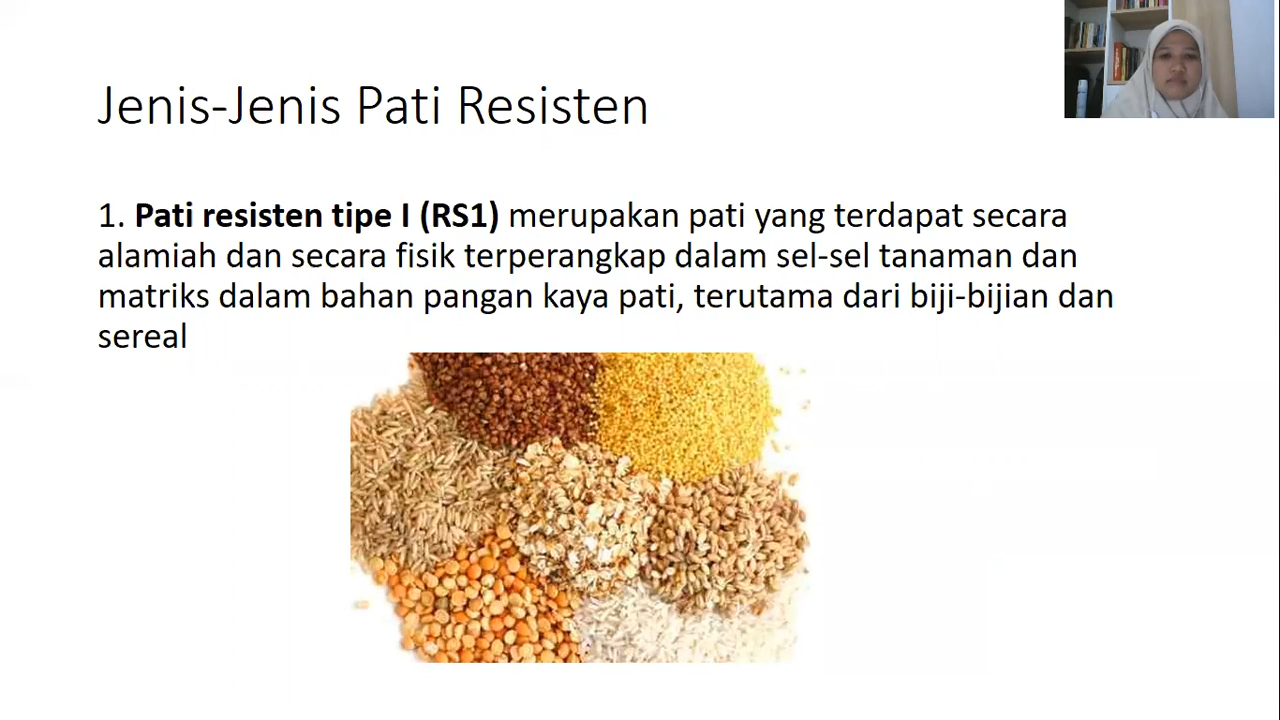 Jenis-Jenis Pati Resisten
1. Pati resisten tipe I (RS1) merupakan pati yang terdapat secara
alamiah dan secara fisik terperangkap dalam sel-sel tanaman dan
matriks dalam bahan pangan kaya pati, terutama dari biji-bijian dan
sereal